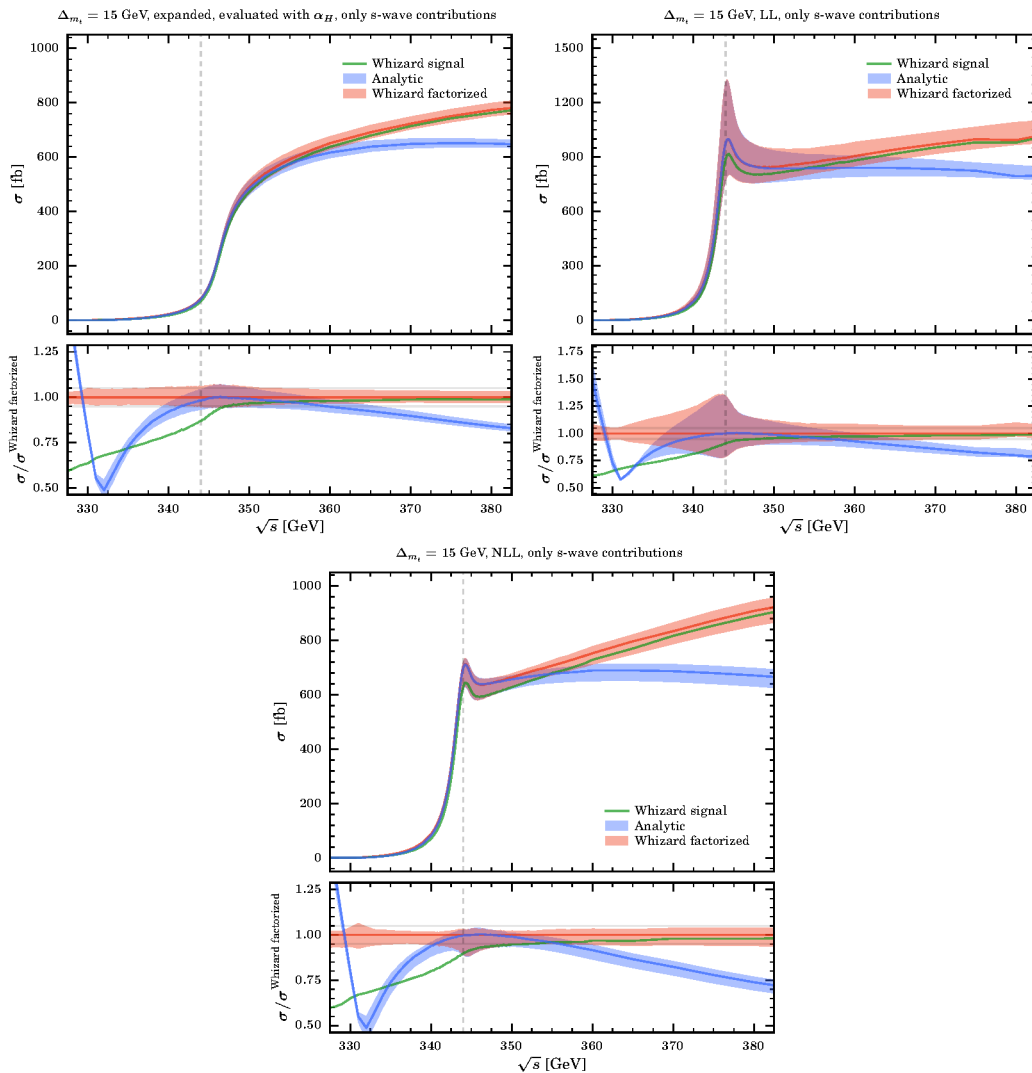 Δ_{m_t} = 15 GeV, expanded, evaluated with α_H, only s-wave contributions
1000
800
600
400
200
0
σ [fb]
Whizard signal
Analytic
Whizard factorized
1.25
1.00
0.75
0.50
σ/σ^{Whizard factorized}
330 340 350 360 370 380
√s [GeV]
Δ_{m_t} = 15 GeV, LL, only s-wave contributions
1500
1200
900
600
300
0
σ [fb]
Whizard signal
Analytic
Whizard factorized
1.75
1.50
1.25
1.00
0.75
0.50
σ/σ^{Whizard factorized}
330 340 350 360 370 380
√s [GeV]
Δ_{m_t} = 15 GeV, NLL, only s-wave contributions
1000
800
600
400
200
0
σ [fb]
Whizard signal
Analytic
Whizard factorized
1.25
1.00
0.75
0.50
σ/σ^{Whizard factorized}
330 340 350 360 370 380
√s [GeV]